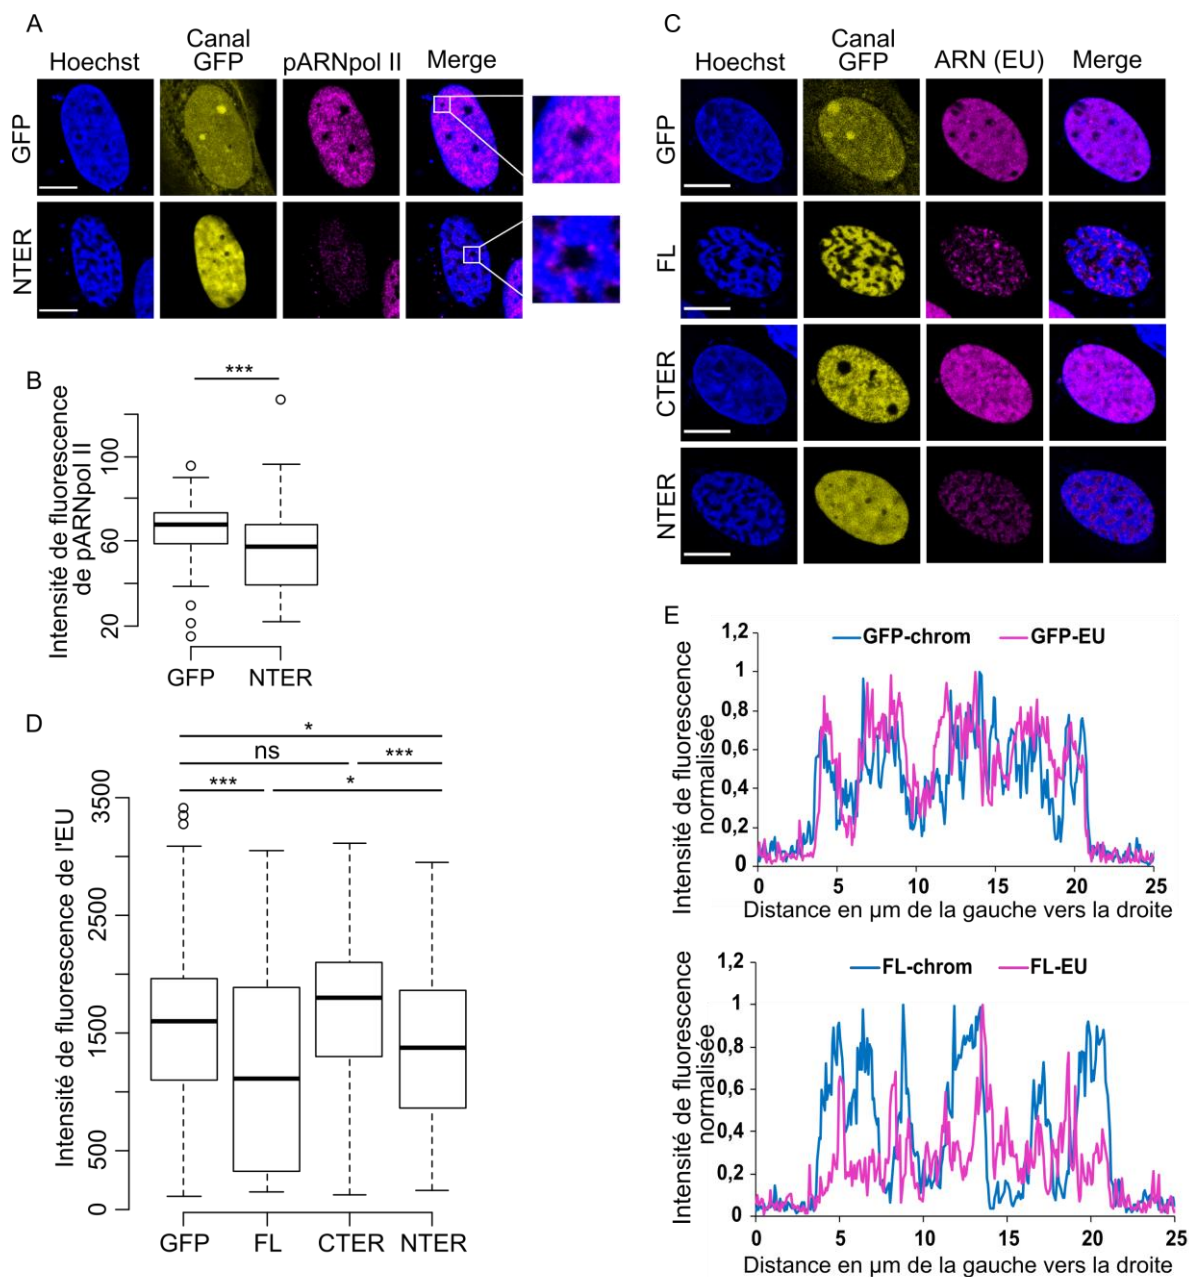 A
Hoechst
Canal
GFP
pARNpol II
Merge
GFP
NTER
B
Intensité de fluorescence
de pARNpol II
***
100
60
20
GFP
NTER
C
Hoechst
Canal
GFP
ARN (EU)
Merge
GFP
FL
CTER
NTER
D
Intensité de fluorescence de l'EU
*
ns
***
***
*
3500
2500
1500
500
0
GFP
FL
CTER
NTER
E
Intensité de fluorescence
normalisée
GFP-chrom
GFP-EU
1,2
1
0,8
0,6
0,4
0,2
0
0 5 10 15 20 25
Distance en µm de la gauche vers la droite
Intensité de fluorescence
normalisée
FL-chrom
FL-EU
1,2
1
0,8
0,6
0,4
0,2
0
0 5 10 15 20 25
Distance en µm de la gauche vers la droite